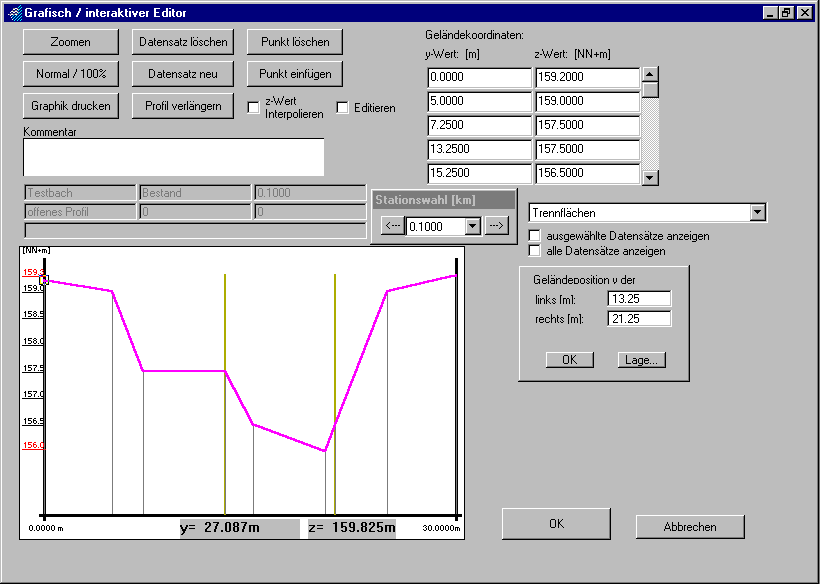 Grafisch / interaktiver Editor
Zoomen Datensatz löschen Punkt löschen
Normal / 100% Datensatz neu Punkt einfügen
Graphik drucken Profil verlängern z-Wert Interpolieren Editieren
Kommentar
Geländekoordinaten:
y-Wert: [m] z-Wert: [NN+m]
0.0000 159.2000
5.0000 159.0000
7.2500 157.5000
13.2500 157.5000
15.2500 156.5000
Testbach Bestand 0.1000
offenes Profil 0 0
Stationswahl [km]
<--- 0.1000 --->
Trennflächen
ausgewählte Datensätze anzeigen
alle Datensätze anzeigen
Geländeposition y der
links [m]: 13.25
rechts [m]: 21.25
OK Lage...
[NN+m]
159.3
159.0
158.5
158.0
157.5
157.0
156.5
156.0
0.0000 m y= 27.087m z= 159.825m 30.0000m
OK Abbrechen